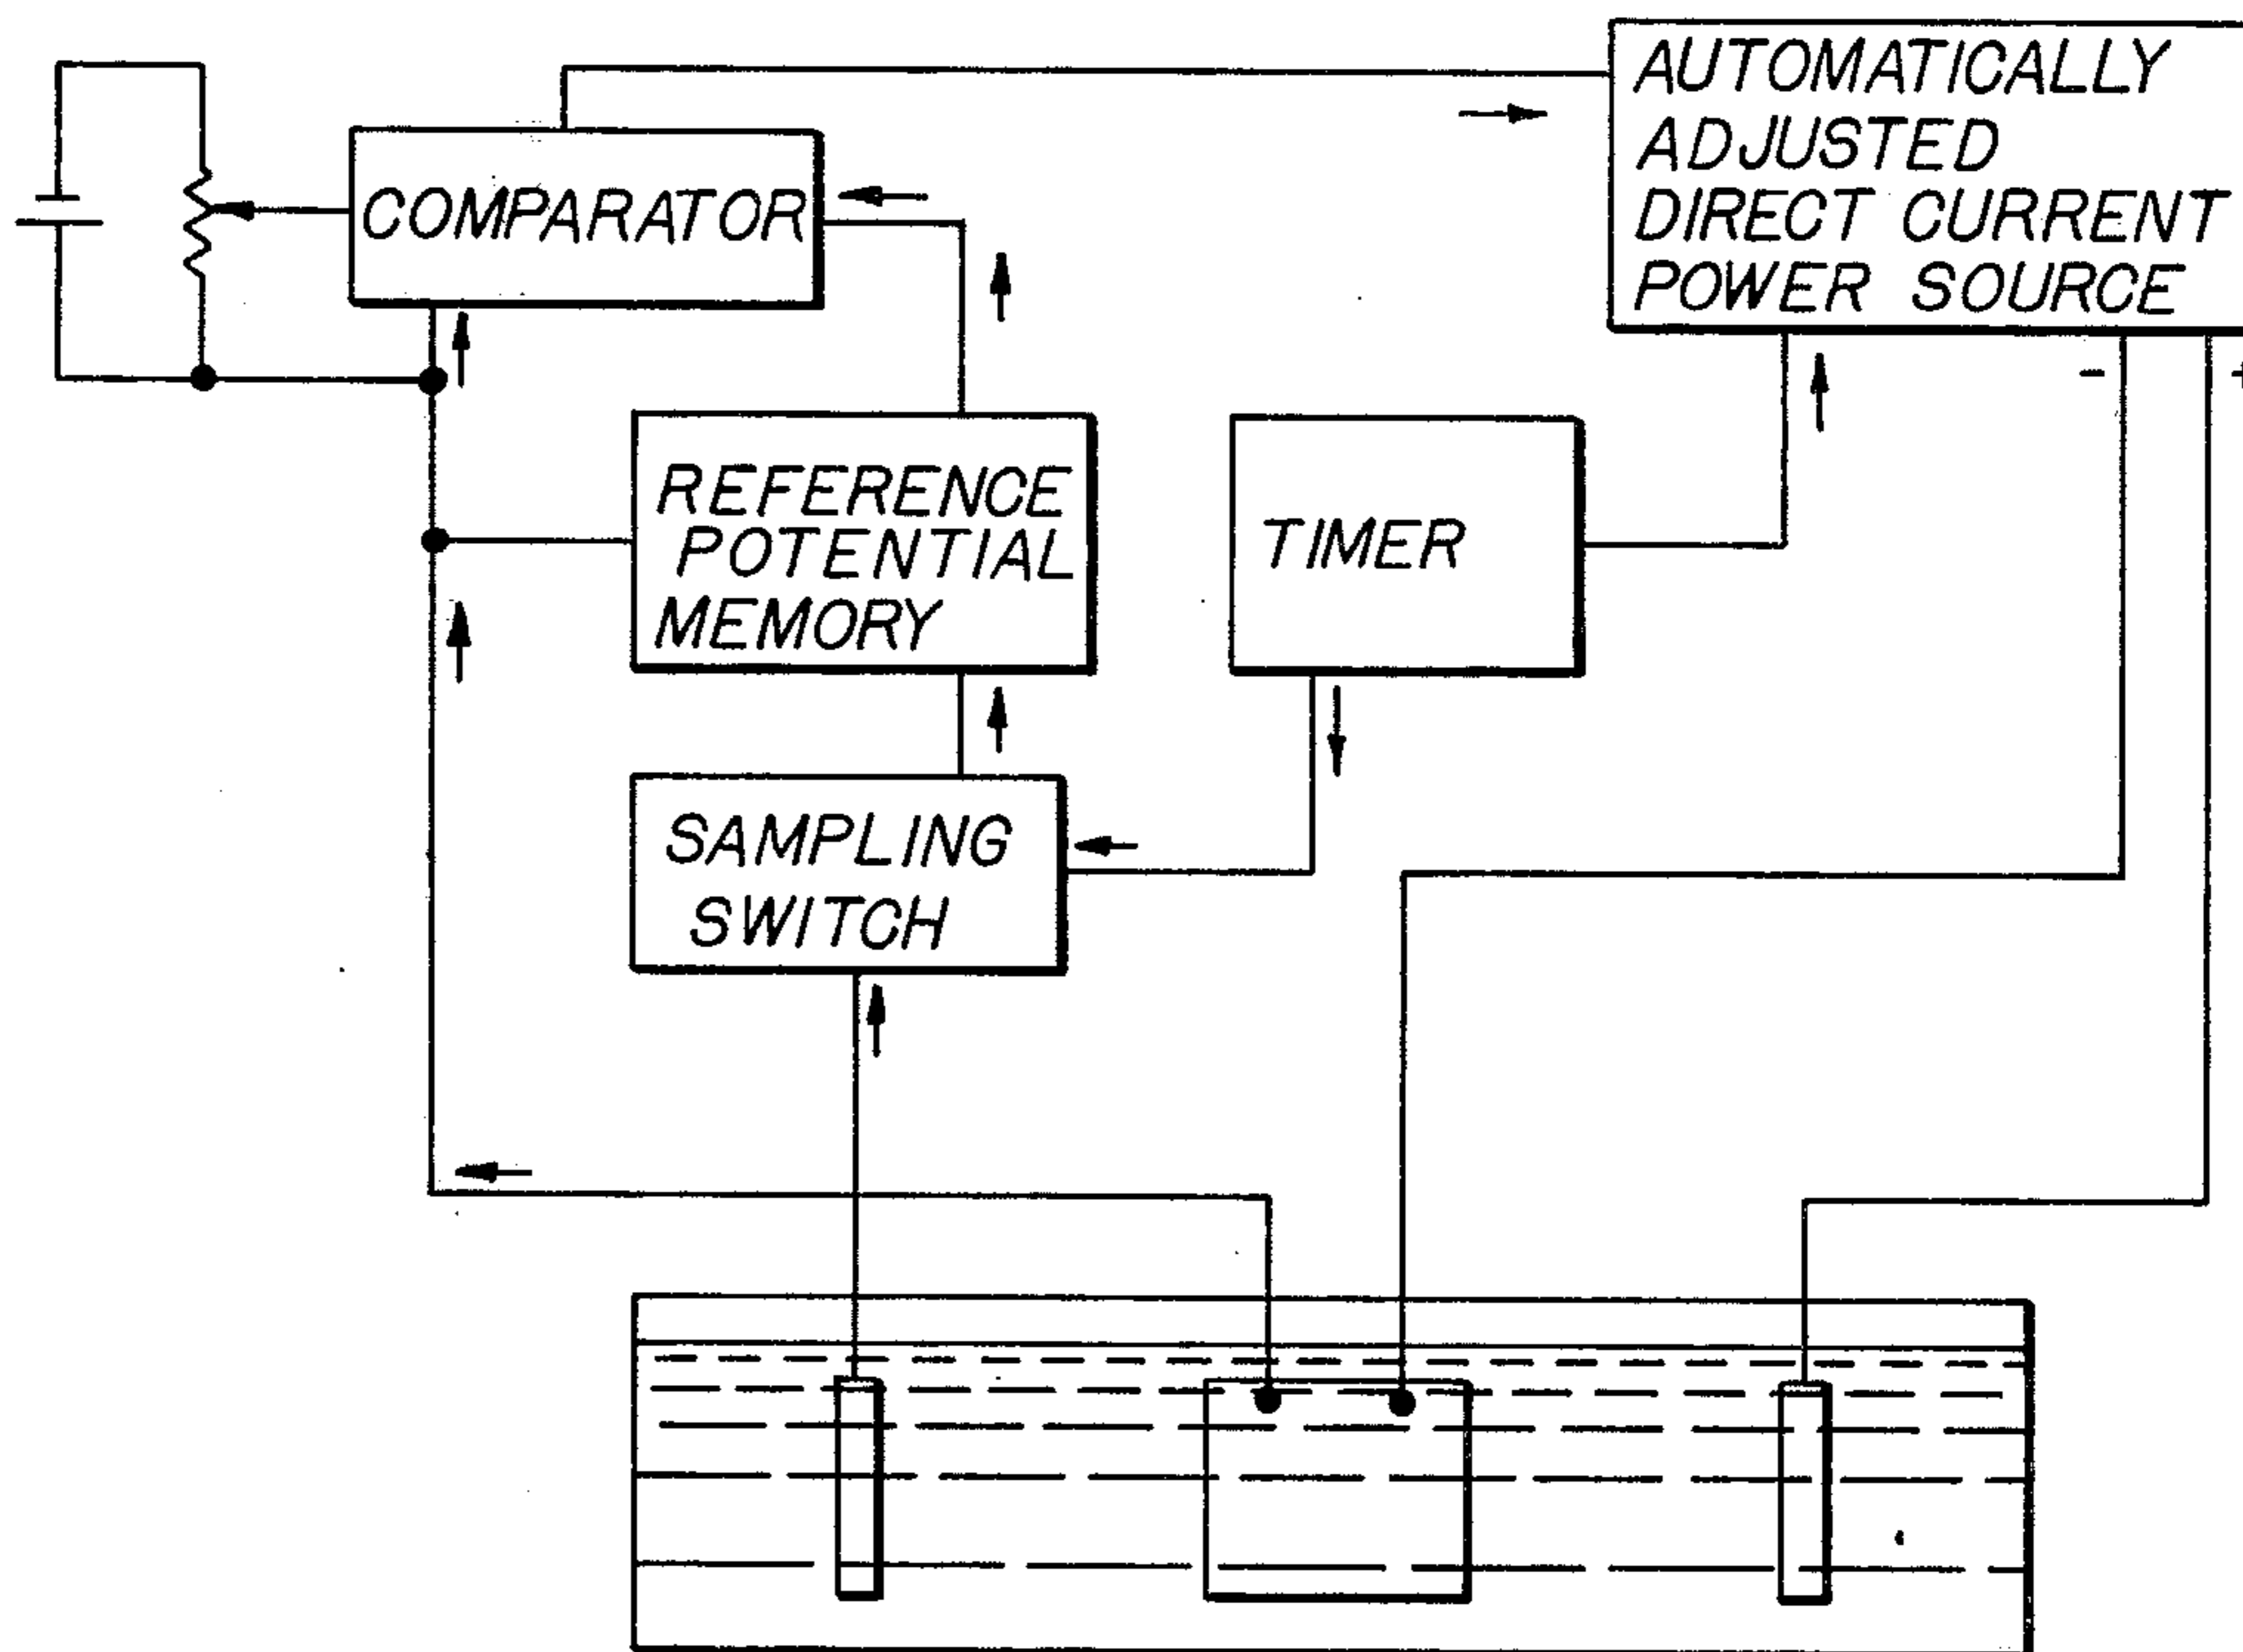 AUTOMATICALLY
ADJUSTED
DIRECT CURRENT
POWER SOURCE
COMPARATOR
- +
REFERENCE
POTENTIAL
MEMORY
TIMER
SAMPLING
SWITCH